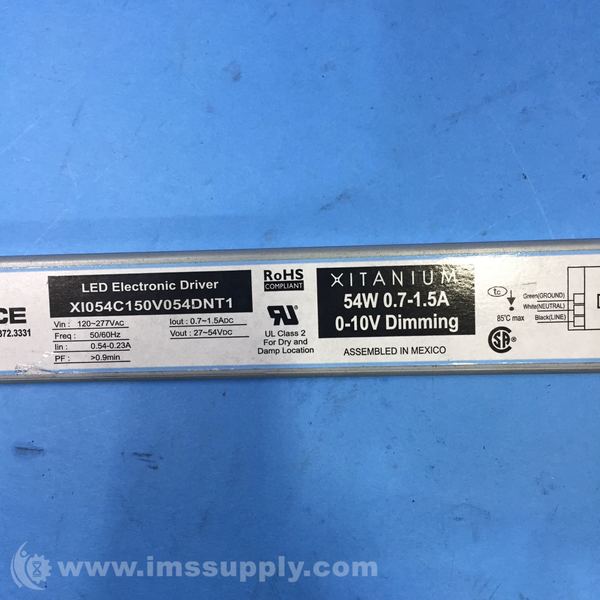 CE
872.3331
LED Electronic Driver
XI054C150V054DNT1
Vin : 120~277VAC
Freq : 50/60Hz
Iin : 0.54-0.23A
PF : >0.9min
Iout : 0.7~1.5ADC
Vout : 27~54VDC
RoHS
COMPLIANT
UL Class 2
For Dry and
Damp Location
XITANIUM
54W 0.7-1.5A
0-10V Dimming
ASSEMBLED IN MEXICO
tc
85℃ max
Green(GROUND)
White(NEUTRAL)
Black(LINE)
www.imssupply.com